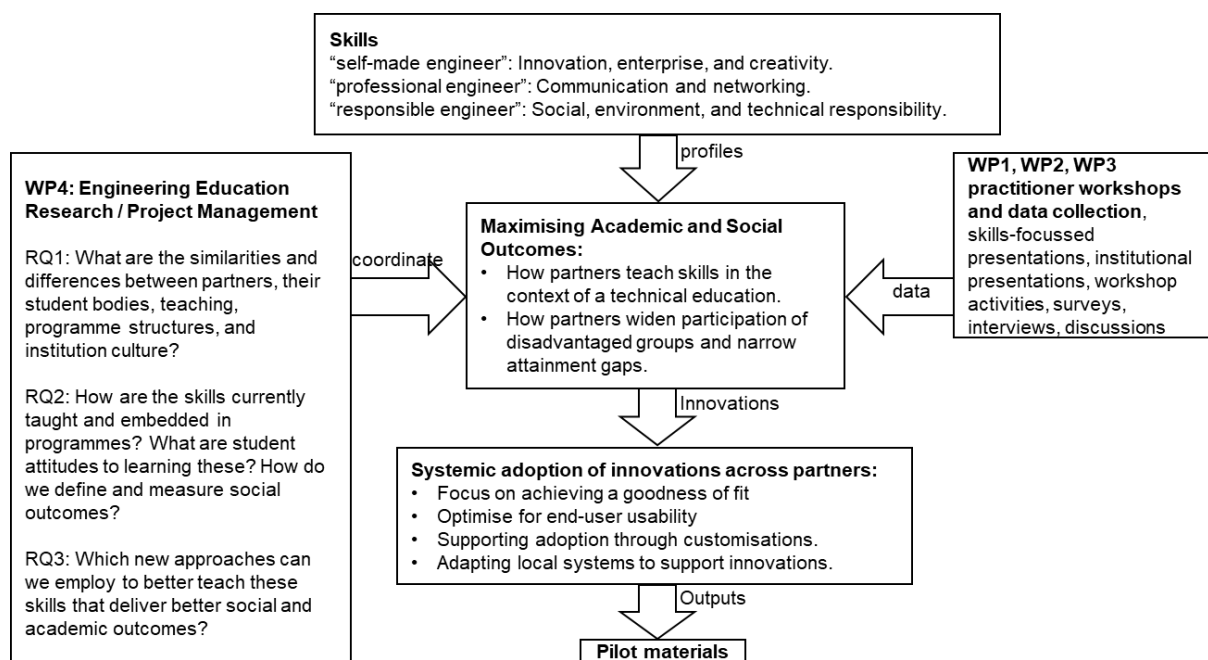 Skills
“self-made engineer”: Innovation, enterprise, and creativity.
“professional engineer”: Communication and networking.
“responsible engineer”: Social, environment, and technical responsibility.
profiles
WP4: Engineering Education
Research / Project Management
RQ1: What are the similarities and
differences between partners, their
student bodies, teaching,
programme structures, and
institution culture?
RQ2: How are the skills currently
taught and embedded in
programmes? What are student
attitudes to learning these? How do
we define and measure social
outcomes?
RQ3: Which new approaches can
we employ to better teach these
skills that deliver better social and
academic outcomes?
coordinate
Maximising Academic and Social
Outcomes:
• How partners teach skills in the
context of a technical education.
• How partners widen participation of
disadvantaged groups and narrow
attainment gaps.
data
WP1, WP2, WP3
practitioner workshops
and data collection,
skills-focussed
presentations, institutional
presentations, workshop
activities, surveys,
interviews, discussions
Innovations
Systemic adoption of innovations across partners:
• Focus on achieving a goodness of fit
• Optimise for end-user usability
• Supporting adoption through customisations.
• Adapting local systems to support innovations.
Outputs
Pilot materials